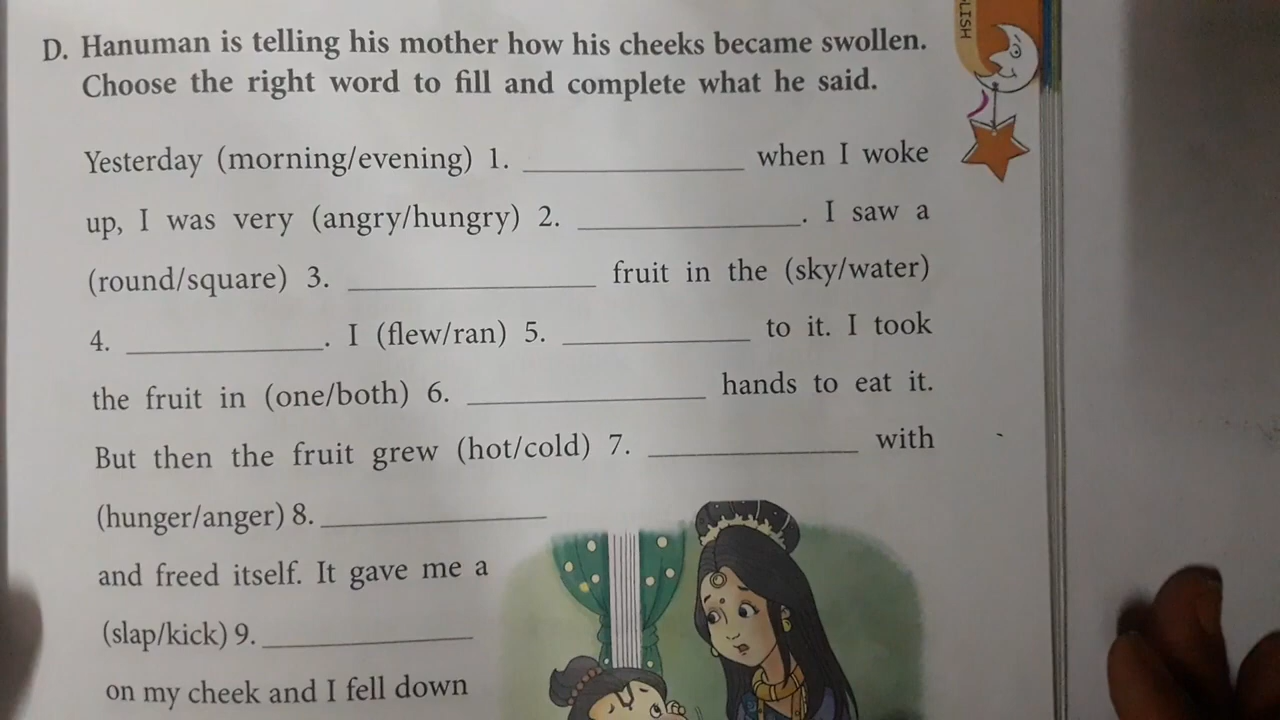 LISH
D. Hanuman is telling his mother how his cheeks became swollen.
Choose the right word to fill and complete what he said.
Yesterday (morning/evening) 1. ____________ when I woke
up, I was very (angry/hungry) 2. ____________. I saw a
(round/square) 3. ____________ fruit in the (sky/water)
4. ____________. I (flew/ran) 5. ____________ to it. I took
the fruit in (one/both) 6. ____________ hands to eat it.
But then the fruit grew (hot/cold) 7. ____________ with
(hunger/anger) 8. ____________
and freed itself. It gave me a
(slap/kick) 9. ____________
on my cheek and I fell down